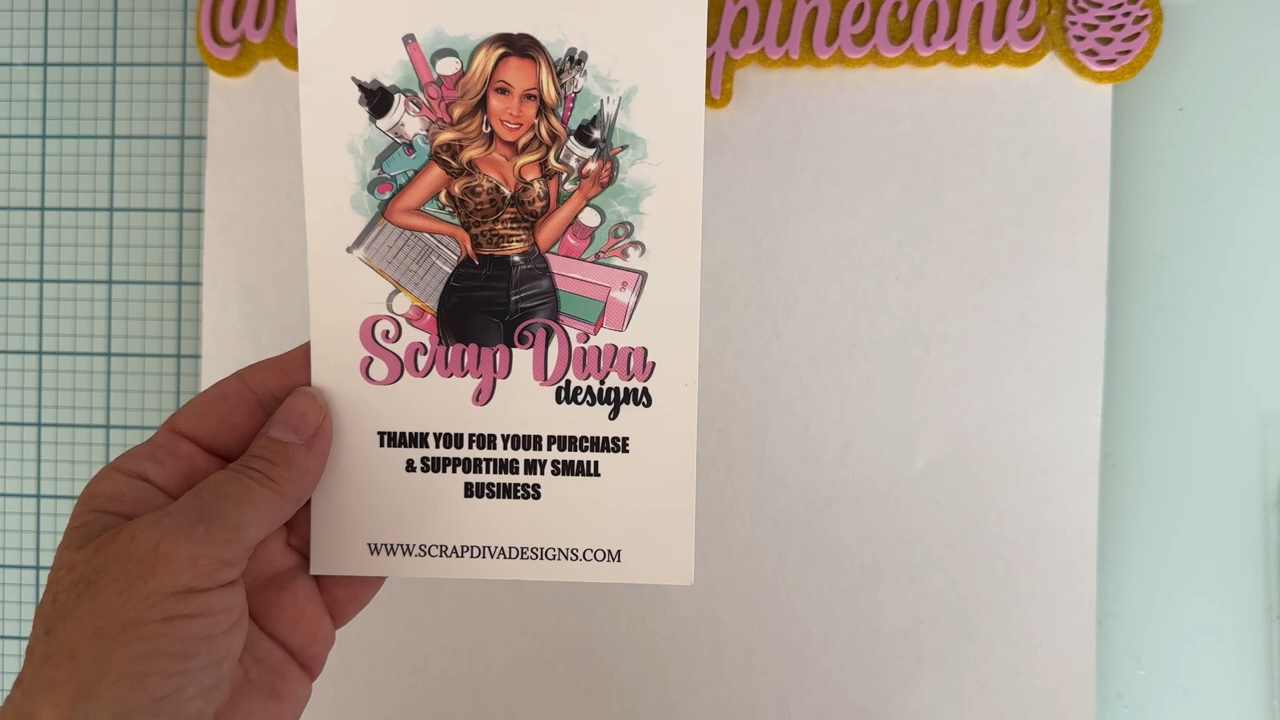 pinecone
Scrap Diva
designs
THANK YOU FOR YOUR PURCHASE
& SUPPORTING MY SMALL
BUSINESS
WWW.SCRAPDIVADESIGNS.COM